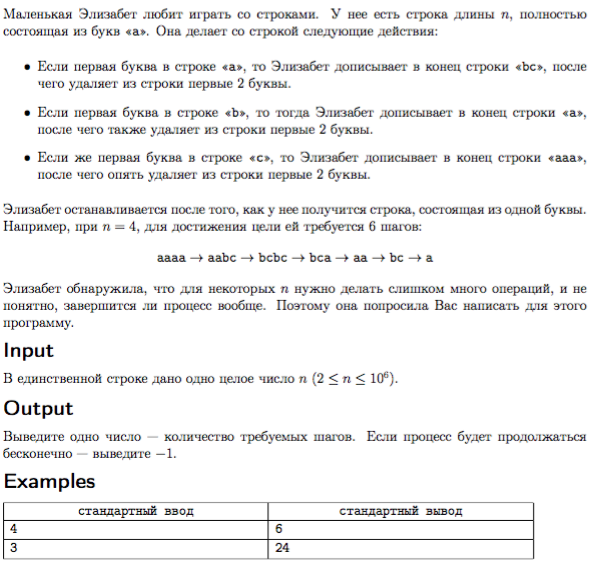 Маленькая Элизабет любит играть со строками. У нее есть строка длины n, полностью
состоящая из букв «a». Она делает со строкой следующие действия:
• Если первая буква в строке «a», то Элизабет дописывает в конец строки «bc», после
чего удаляет из строки первые 2 буквы.
• Если первая буква в строке «b», то тогда Элизабет дописывает в конец строки «a»,
после чего также удаляет из строки первые 2 буквы.
• Если же первая буква в строке «c», то Элизабет дописывает в конец строки «aaa»,
после чего опять удаляет из строки первые 2 буквы.
Элизабет останавливается после того, как у нее получится строка, состоящая из одной буквы.
Например, при n = 4, для достижения цели ей требуется 6 шагов:
aaaa → aabc → bcbc → bca → aa → bc → a
Элизабет обнаружила, что для некоторых n нужно делать слишком много операций, и не
понятно, завершится ли процесс вообще. Поэтому она попросила Вас написать для этого
программу.
Input
В единственной строке дано одно целое число n (2 ≤ n ≤ 10⁶).
Output
Выведите одно число — количество требуемых шагов. Если процесс будет продолжаться
бесконечно — выведите −1.
Examples
стандартный ввод стандартный вывод
4 6
3 24